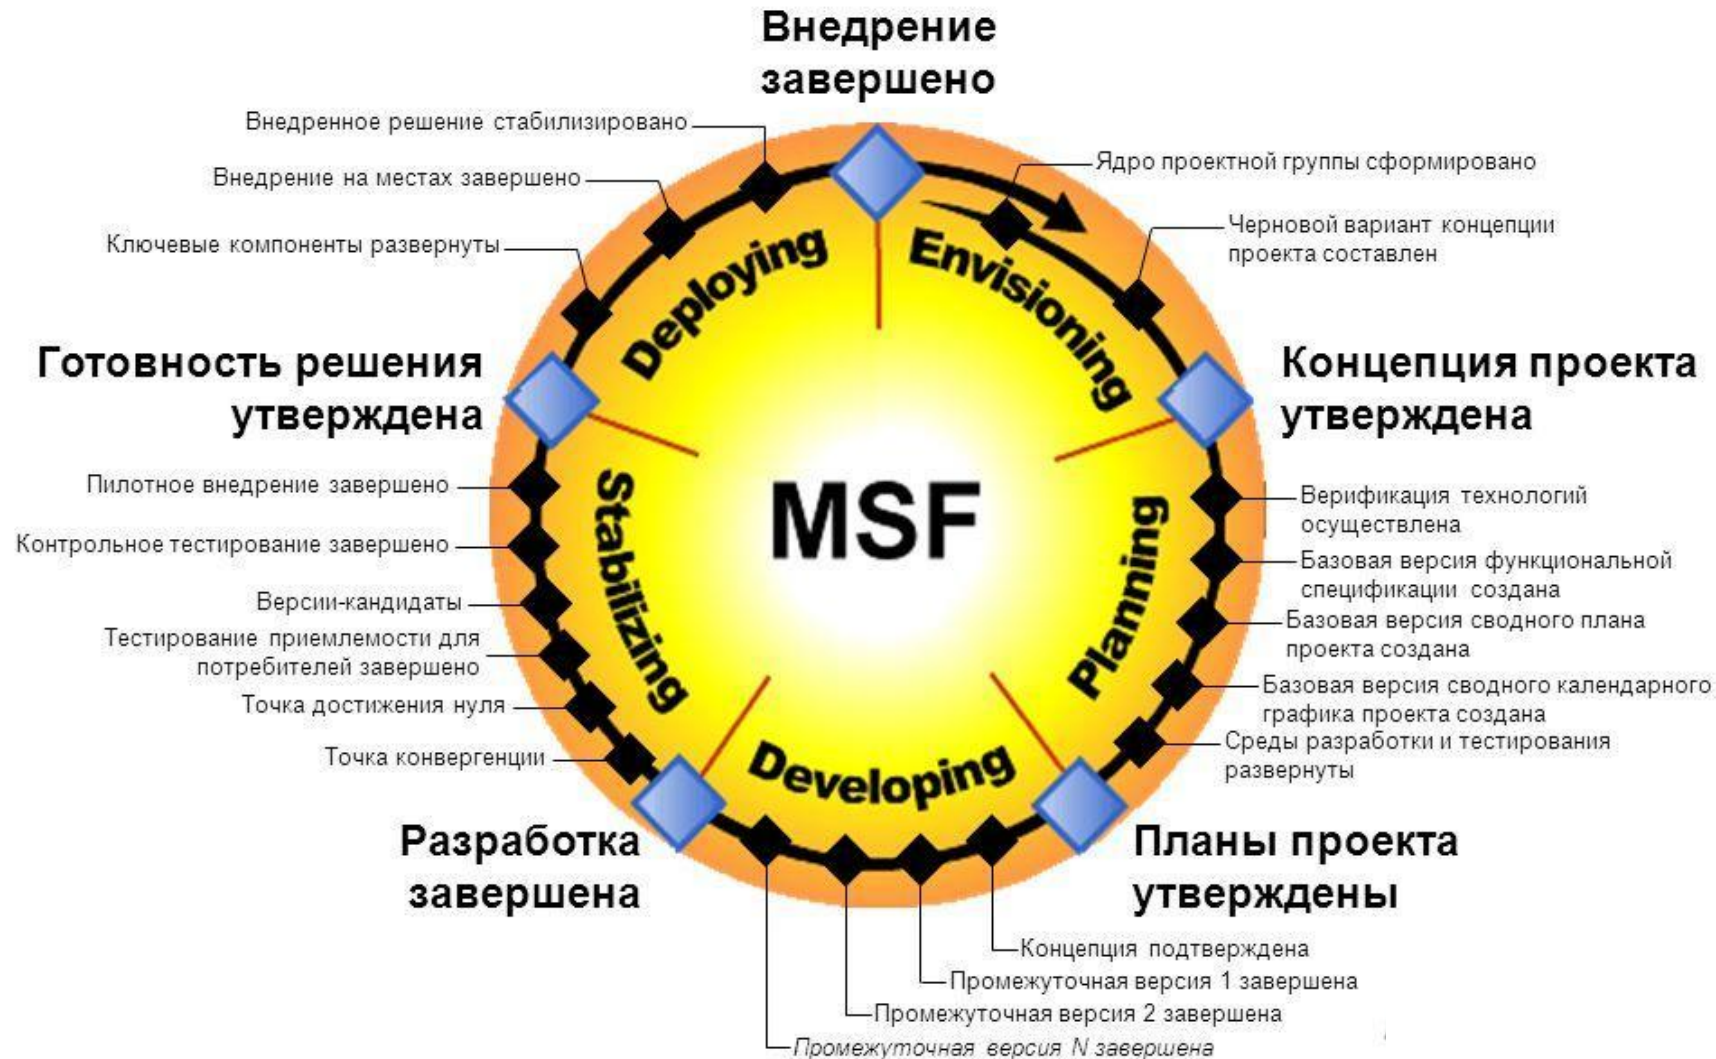 Внедрение
завершено
Внедренное решение стабилизировано
Внедрение на местах завершено
Ключевые компоненты развернуты
Ядро проектной группы сформировано
Черновой вариант концепции
проекта составлен
Deploying
Envisioning
Готовность решения
утверждена
Концепция проекта
утверждена
MSF
Пилотное внедрение завершено
Контрольное тестирование завершено
Версии-кандидаты
Тестирование приемлемости для
потребителей завершено
Точка достижения нуля
Точка конвергенции
Stabilizing
Planning
Верификация технологий
осуществлена
Базовая версия функциональной
спецификации создана
Базовая версия сводного плана
проекта создана
Базовая версия сводного календарного
графика проекта создана
Среды разработки и тестирования
развернуты
Developing
Разработка
завершена
Планы проекта
утверждены
Концепция подтверждена
Промежуточная версия 1 завершена
Промежуточная версия 2 завершена
Промежуточная версия N завершена